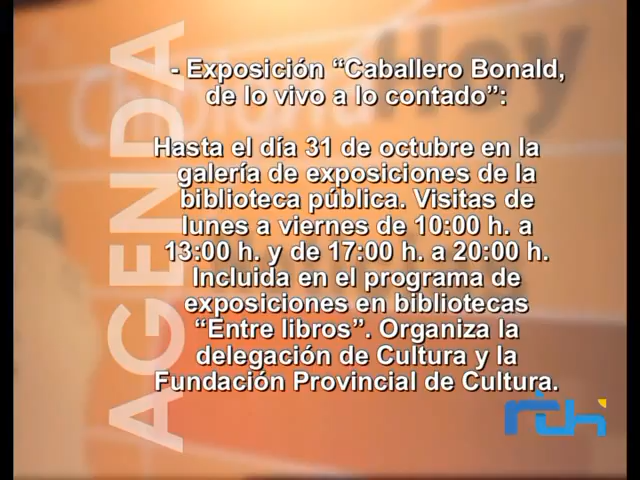 AGENDA
Chiclana Hoy
- Exposición “Caballero Bonald,
de lo vivo a lo contado”:
Hasta el día 31 de octubre en la
galería de exposiciones de la
biblioteca pública. Visitas de
lunes a viernes de 10:00 h. a
13:00 h. y de 17:00 h. a 20:00 h.
Incluida en el programa de
exposiciones en bibliotecas
“Entre libros”. Organiza la
delegación de Cultura y la
Fundación Provincial de Cultura.
rtch